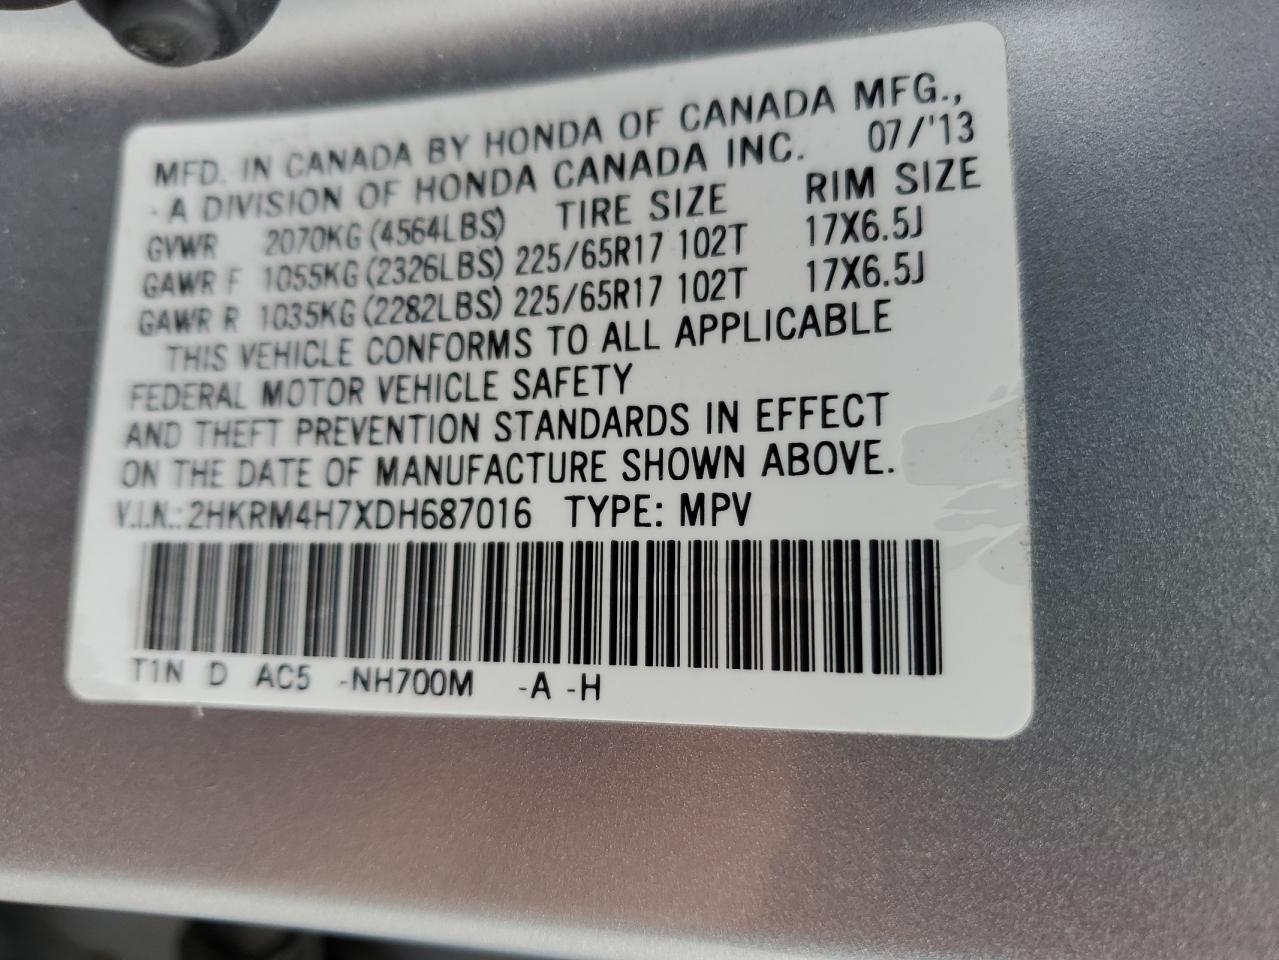 MFD. IN CANADA BY HONDA OF CANADA MFG.,
- A DIVISION OF HONDA CANADA INC. 07/'13
GVWR 2070KG (4564LBS) TIRE SIZE RIM SIZE
GAWR F 1055KG (2326LBS) 225/65R17 102T 17X6.5J
GAWR R 1035KG (2282LBS) 225/65R17 102T 17X6.5J
THIS VEHICLE CONFORMS TO ALL APPLICABLE
FEDERAL MOTOR VEHICLE SAFETY
AND THEFT PREVENTION STANDARDS IN EFFECT
ON THE DATE OF MANUFACTURE SHOWN ABOVE.
V.I.N.: 2HKRM4H7XDH687016 TYPE: MPV
T1N D AC5 -NH700M -A -H